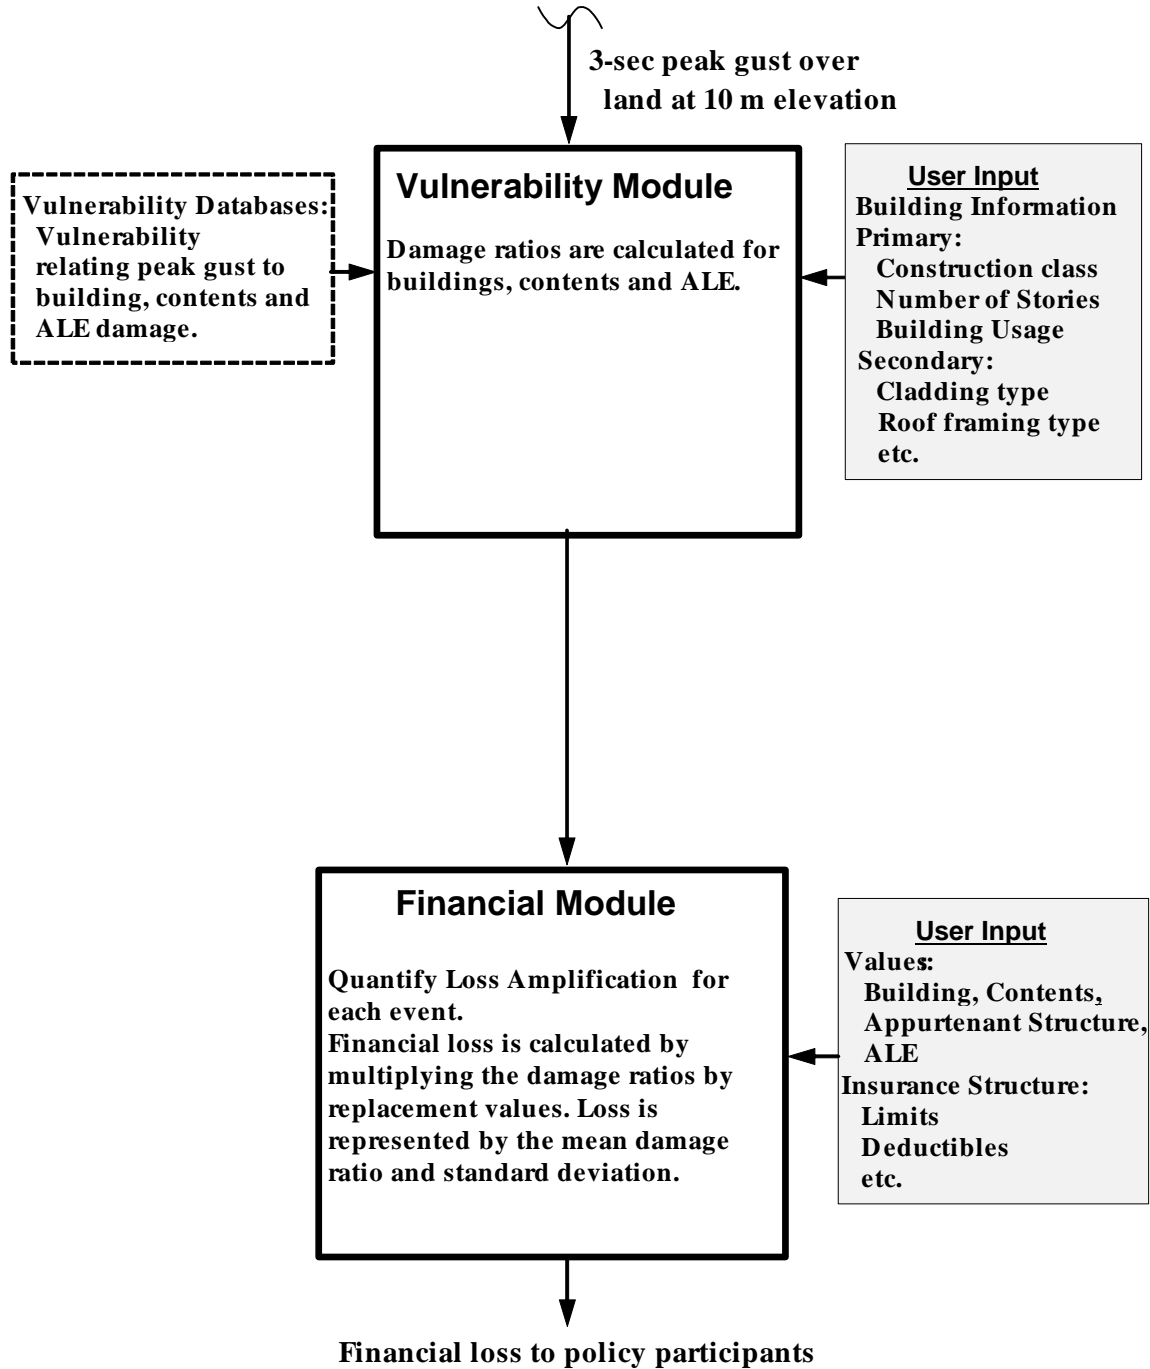 3-sec peak gust over
land at 10 m elevation
Vulnerability Databases:
Vulnerability
relating peak gust to
building, contents and
ALE damage.
Vulnerability Module
Damage ratios are calculated for
buildings, contents and ALE.
User Input
Building Information
Primary:
Construction class
Number of Stories
Building Usage
Secondary:
Cladding type
Roof framing type
etc.
Financial Module
Quantify Loss Amplification for
each event.
Financial loss is calculated by
multiplying the damage ratios by
replacement values. Loss is
represented by the mean damage
ratio and standard deviation.
User Input
Values:
Building, Contents,
Appurtenant Structure,
ALE
Insurance Structure:
Limits
Deductibles
etc.
Financial loss to policy participants